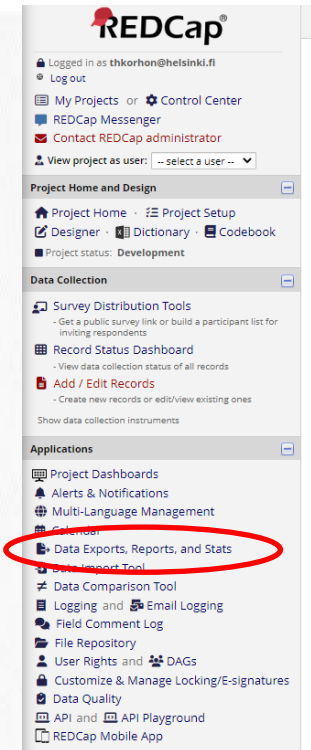 REDCap®
Logged in as thkorhon@helsinki.fi
Log out
My Projects or Control Center
REDCap Messenger
Contact REDCap administrator
View project as user: -- select a user --
Project Home and Design
Project Home · Project Setup
Designer · Dictionary · Codebook
Project status: Development
Data Collection
Survey Distribution Tools
- Get a public survey link or build a participant list for
inviting respondents
Record Status Dashboard
- View data collection status of all records
Add / Edit Records
- Create new records or edit/view existing ones
Show data collection instruments
Applications
Project Dashboards
Alerts & Notifications
Multi-Language Management
Calendar
Data Exports, Reports, and Stats
Data Import Tool
Data Comparison Tool
Logging and Email Logging
Field Comment Log
File Repository
User Rights and DAGs
Customize & Manage Locking/E-signatures
Data Quality
API and API Playground
REDCap Mobile App